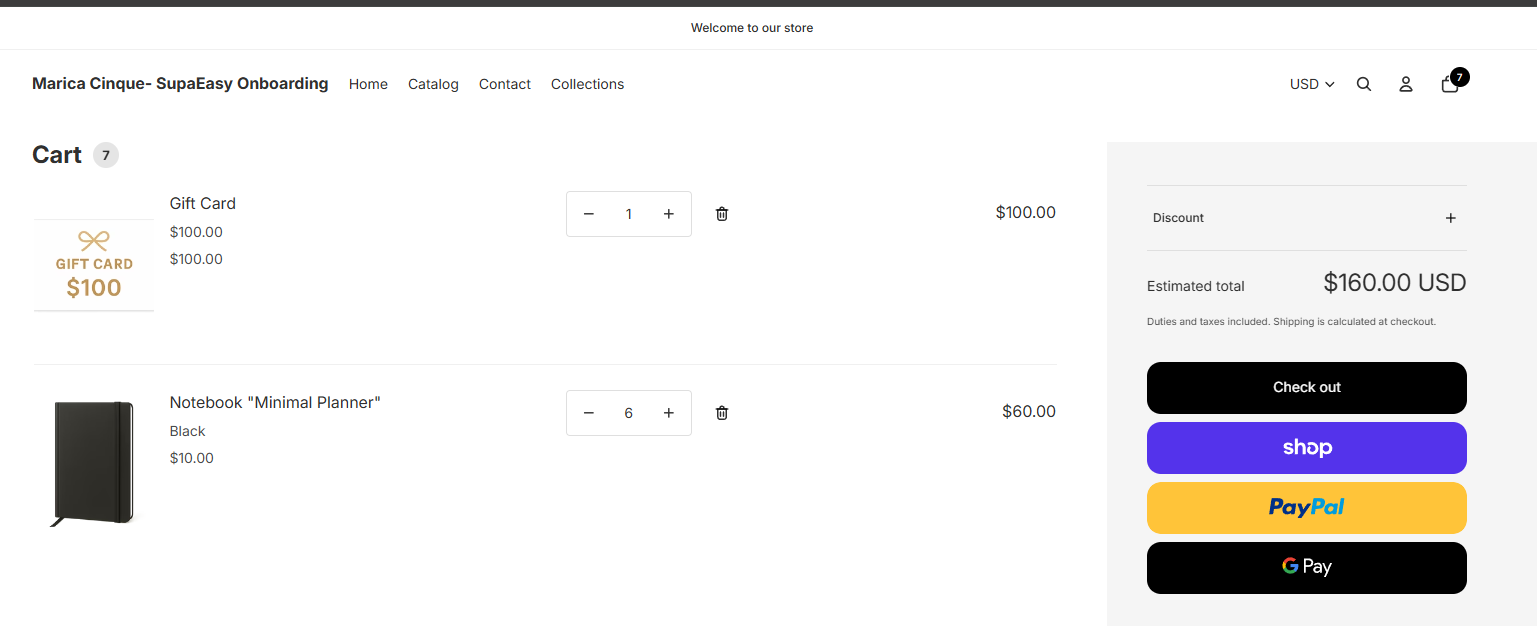 Welcome to our store
Marica Cinque- SupaEasy Onboarding Home Catalog Contact Collections USD 7
Cart 7
Gift Card
$100.00
$100.00
GIFT CARD
$100
− 1 +
$100.00
Notebook "Minimal Planner"
Black
$10.00
− 6 +
$60.00
Discount +
Estimated total $160.00 USD
Duties and taxes included. Shipping is calculated at checkout.
Check out
shop
PayPal
G Pay